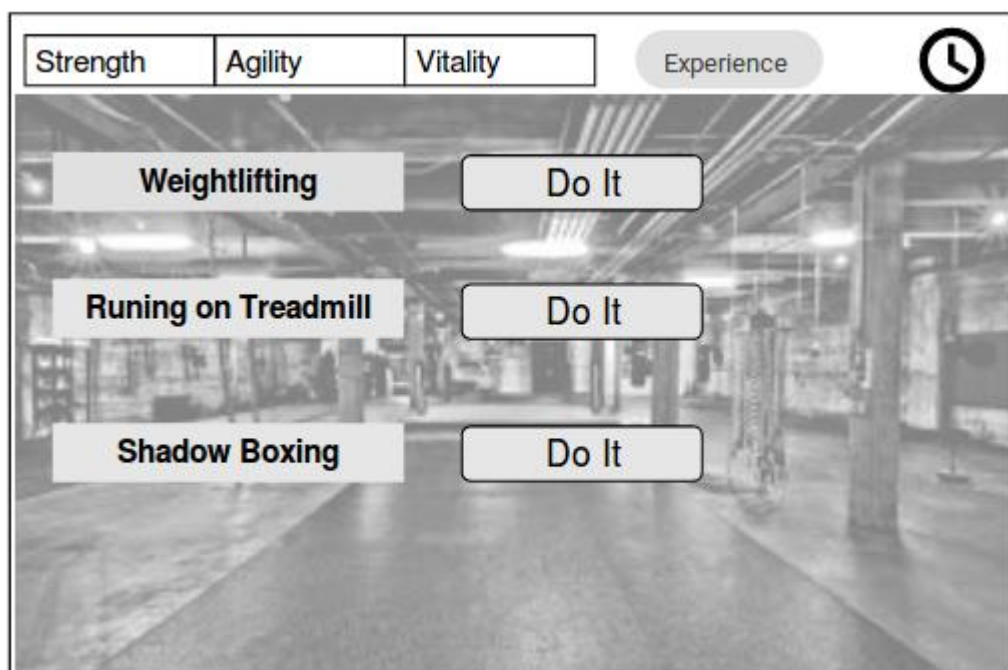 Strength Agility Vitality Experience
Weightlifting Do It
Runing on Treadmill Do It
Shadow Boxing Do It